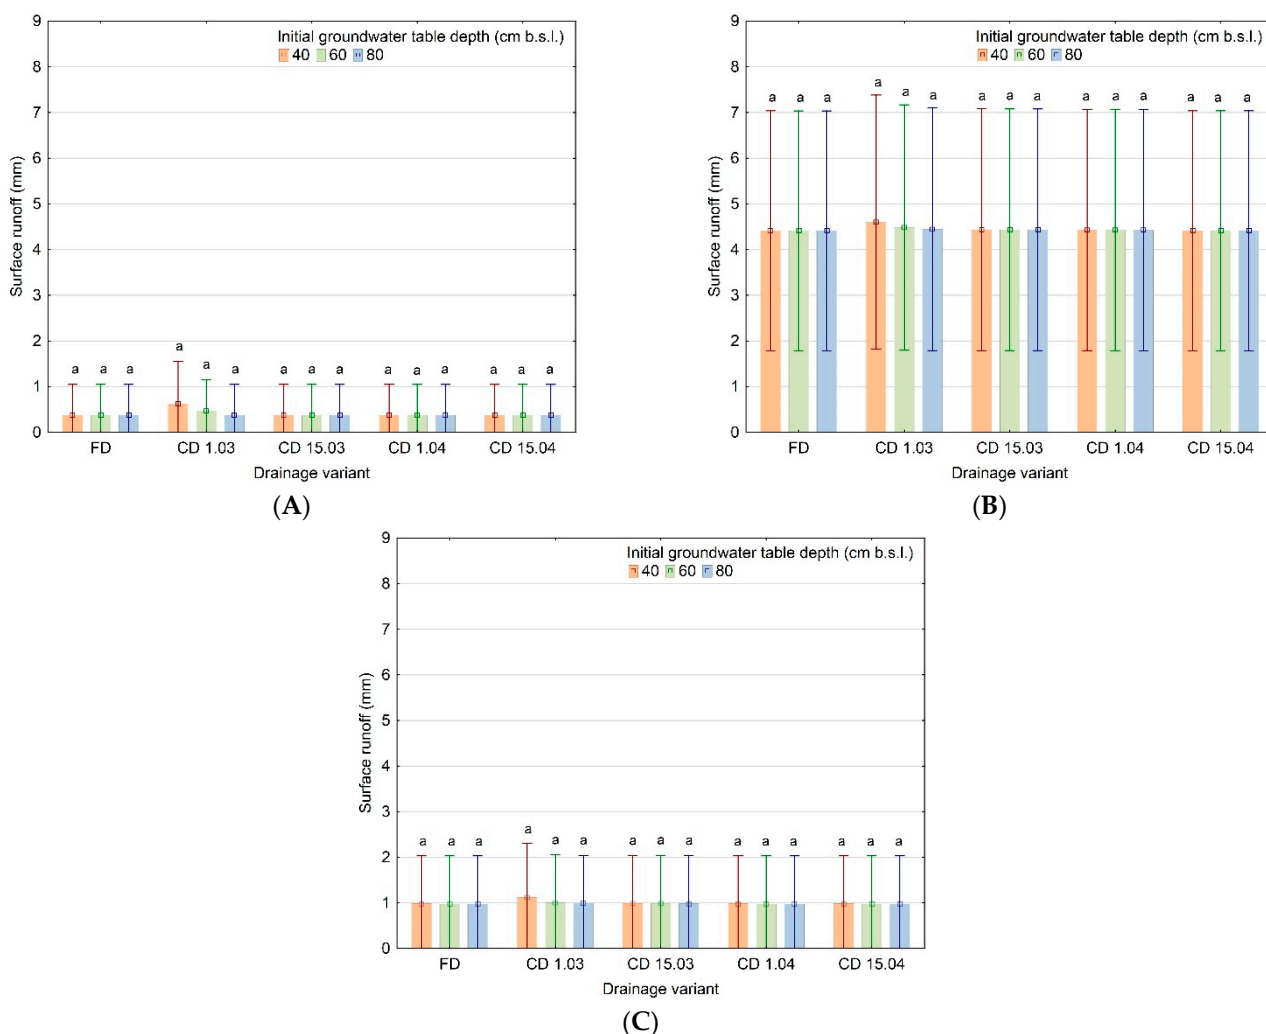 Initial groundwater table depth (cm b.s.l.)
40 60 80
Surface runoff (mm)
9
8
7
6
5
4
3
2
1
0
a a a a a a a a a a a a a a a
FD CD 1.03 CD 15.03 CD 1.04 CD 15.04
Drainage variant
(A)
Initial groundwater table depth (cm b.s.l.)
40 60 80
Surface runoff (mm)
9
8
7
6
5
4
3
2
1
0
a a a a a a a a a a a a a a a
FD CD 1.03 CD 15.03 CD 1.04 CD 15.04
Drainage variant
(B)
Initial groundwater table depth (cm b.s.l.)
40 60 80
Surface runoff (mm)
9
8
7
6
5
4
3
2
1
0
a a a a a a a a a a a a a a a
FD CD 1.03 CD 15.03 CD 1.04 CD 15.04
Drainage variant
(C)